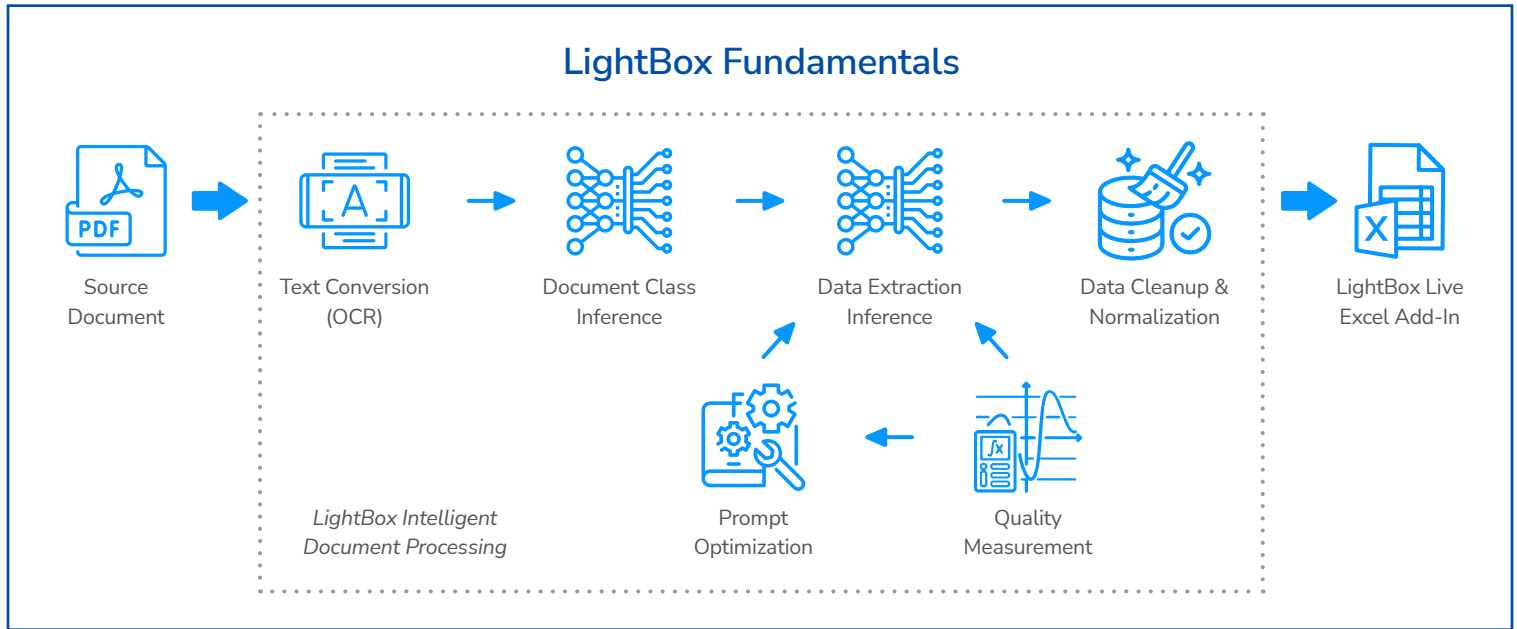 LightBox Fundamentals
PDF
A
X
Source
Document
Text Conversion
(OCR)
Document Class
Inference
Data Extraction
Inference
Data Cleanup &
Normalization
LightBox Live
Excel Add-In
∫x
LightBox Intelligent
Document Processing
Prompt
Optimization
Quality
Measurement